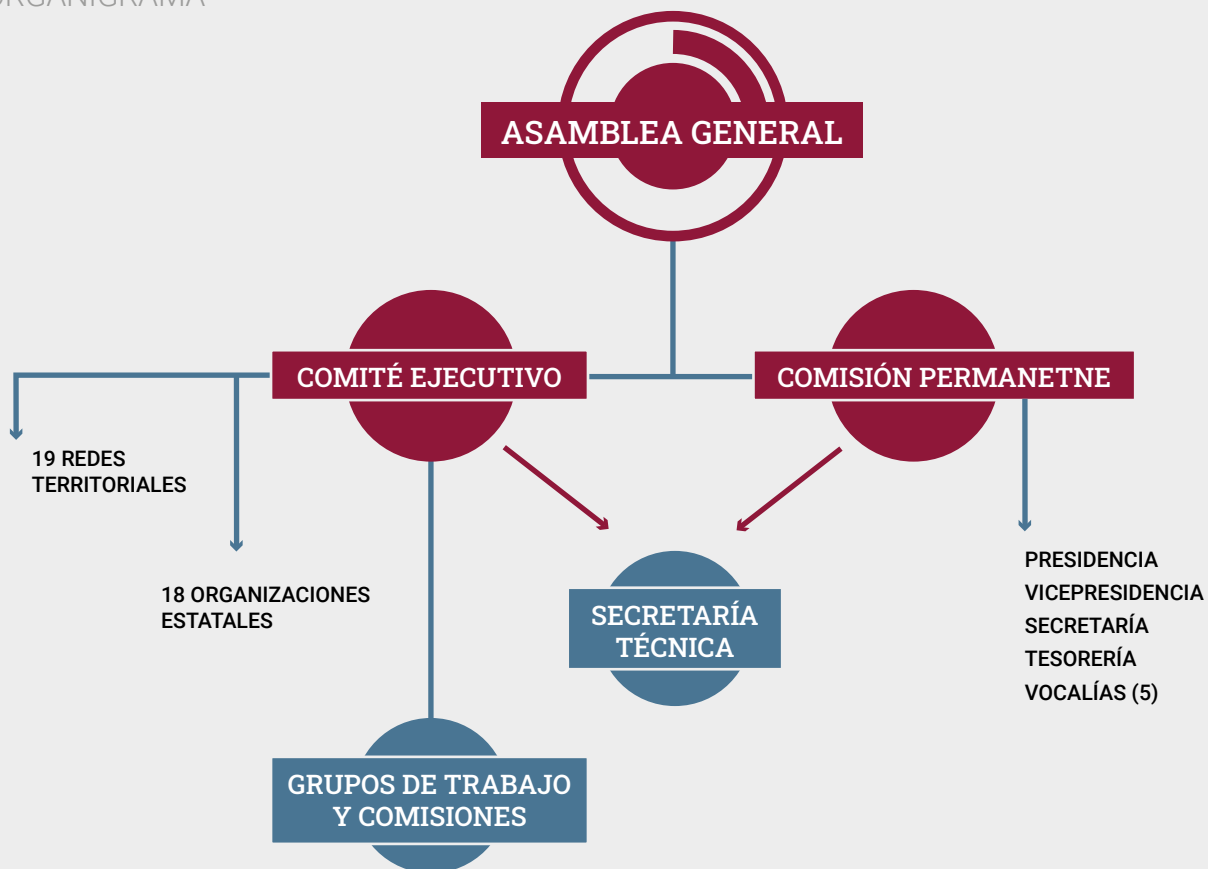 ORGANIGRAMA
ASAMBLEA GENERAL
COMITÉ EJECUTIVO
COMISIÓN PERMANETNE
19 REDES
TERRITORIALES
18 ORGANIZACIONES
ESTATALES
SECRETARÍA
TÉCNICA
PRESIDENCIA
VICEPRESIDENCIA
SECRETARÍA
TESORERÍA
VOCALÍAS (5)
GRUPOS DE TRABAJO
Y COMISIONES